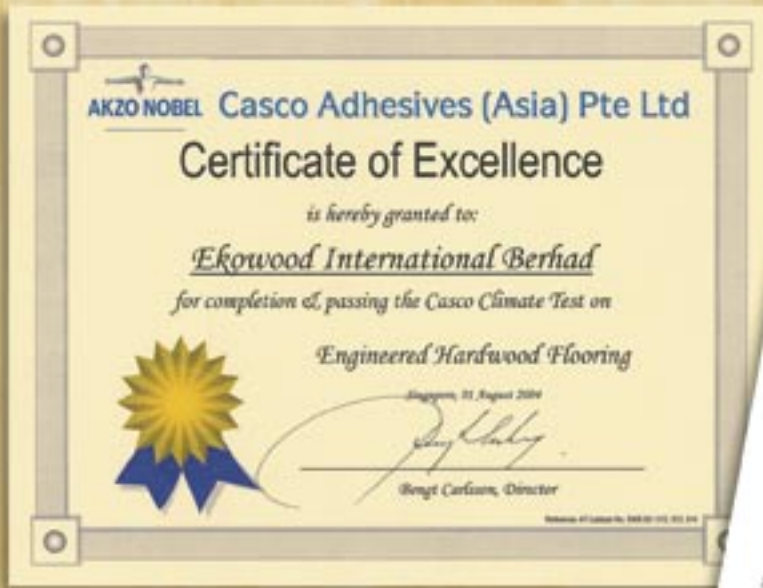 AKZO NOBEL Casco Adhesives (Asia) Pte Ltd
Certificate of Excellence
is hereby granted to:
Ekowood International Berhad
for completion & passing the Casco Climate Test on
Engineered Hardwood Flooring
Singapore, 31 August 2004
Bengt Carlsson, Director